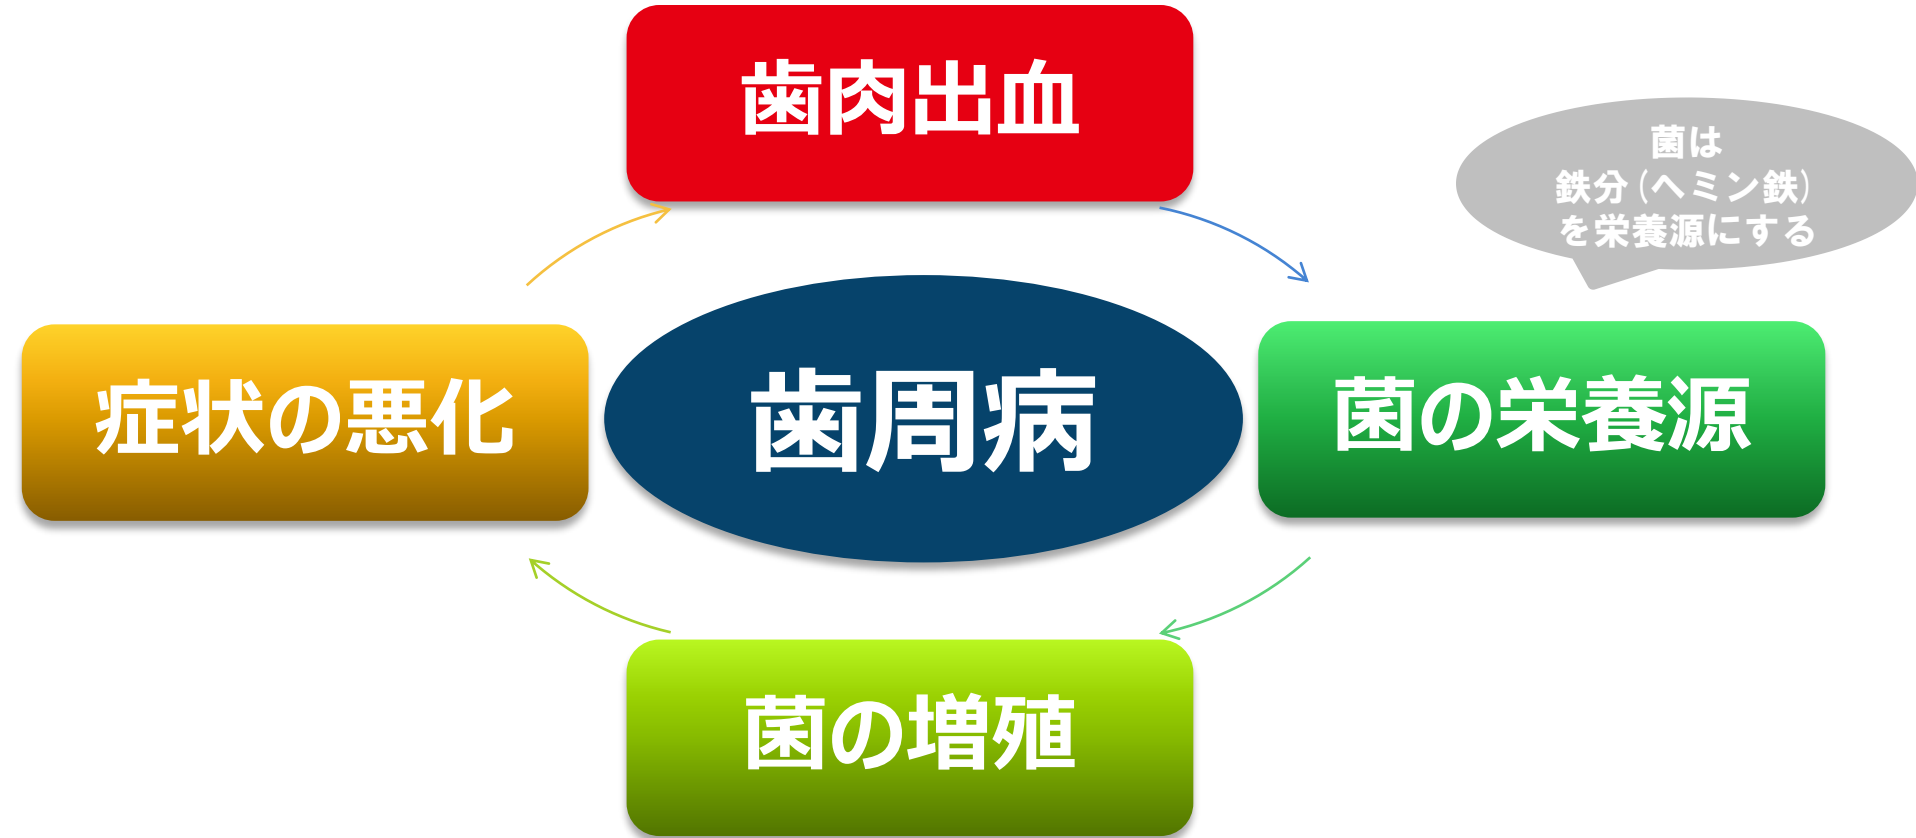 歯肉出血
菌は
鉄分(ヘミン鉄)
を栄養源にする
症状の悪化
歯周病
菌の栄養源
菌の増殖